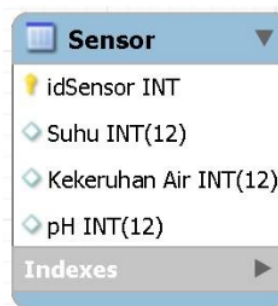 Sensor
idSensor INT
Suhu INT(12)
Kekeruhan Air INT(12)
pH INT(12)
Indexes